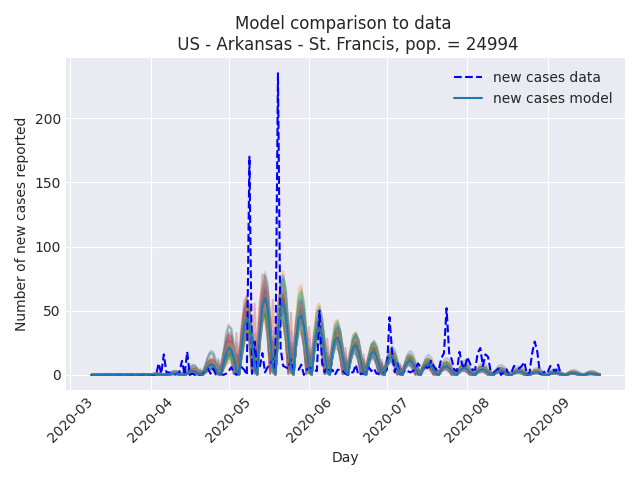 Model comparison to data
US - Arkansas - St. Francis, pop. = 24994
new cases data
new cases model
Number of new cases reported
200
150
100
50
0
2020-03
2020-04
2020-05
2020-06
2020-07
2020-08
2020-09
Day